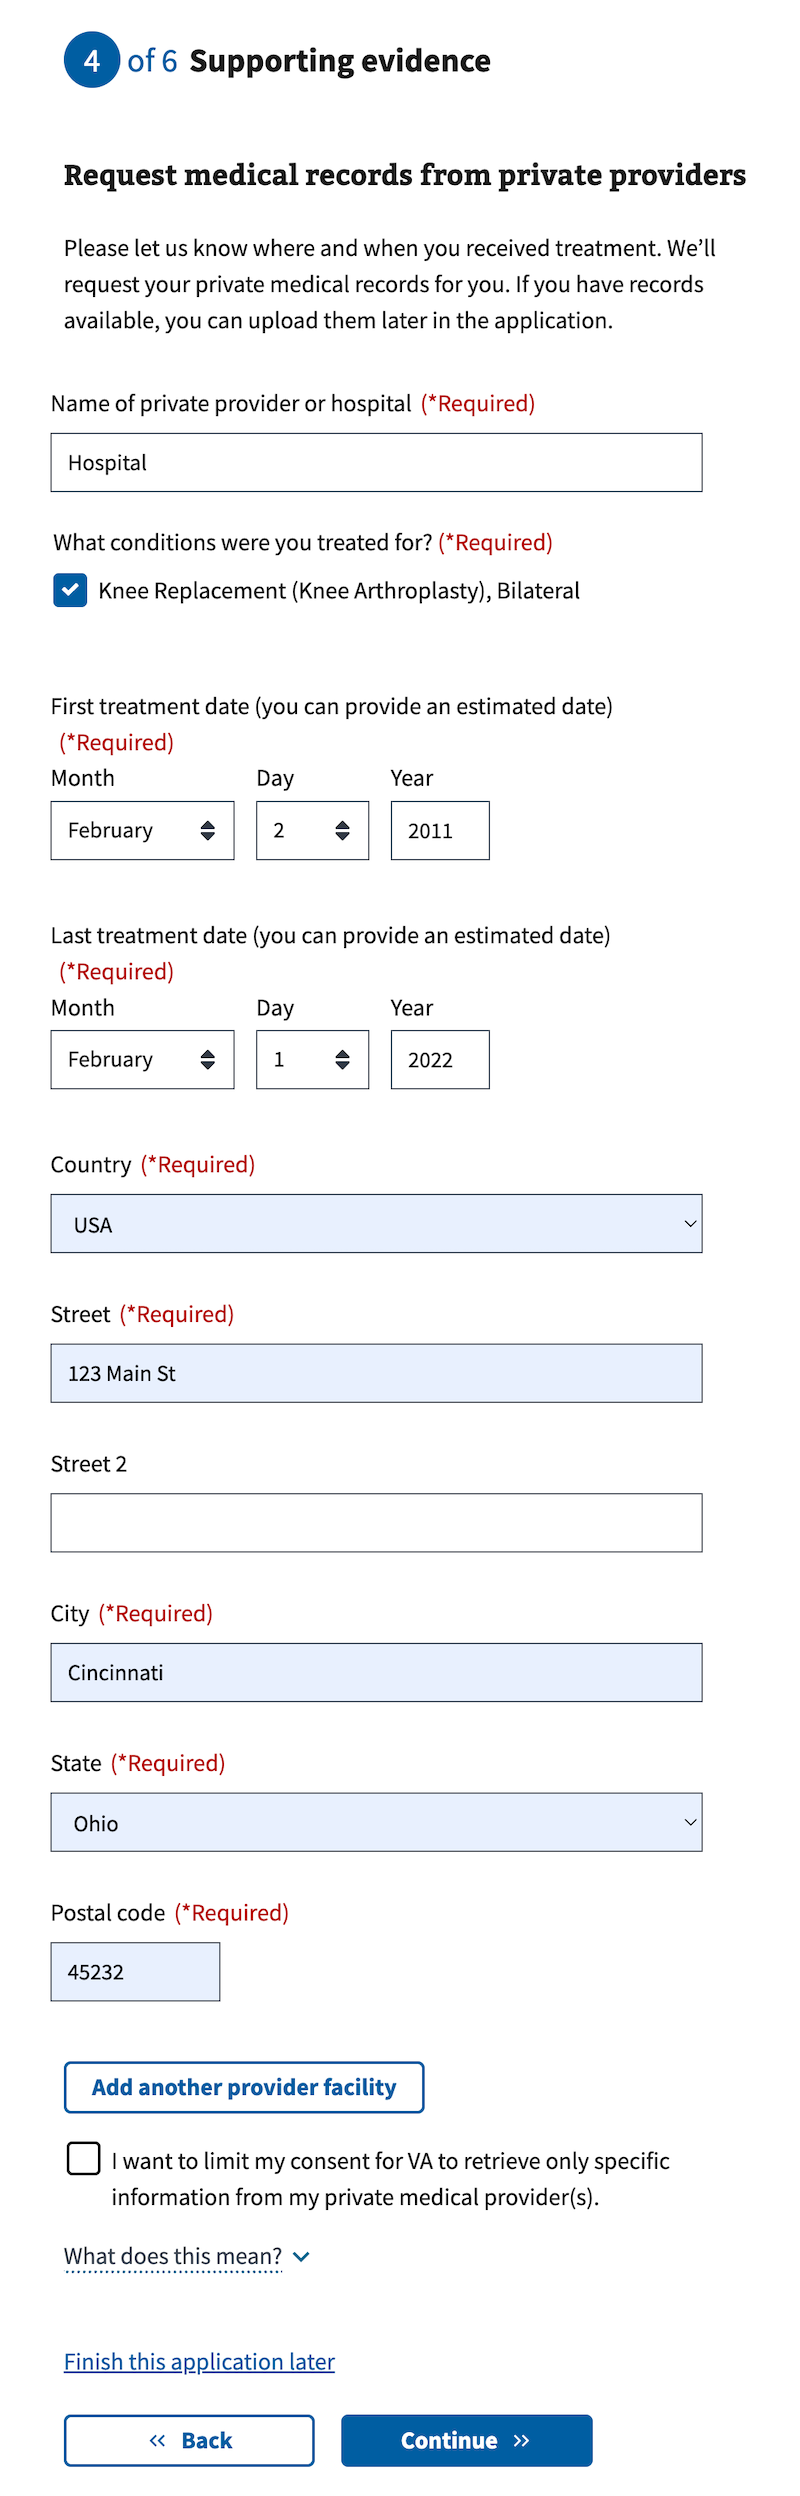 4 of 6 Supporting evidence
Request medical records from private providers
Please let us know where and when you received treatment. We’ll
request your private medical records for you. If you have records
available, you can upload them later in the application.
Name of private provider or hospital (*Required)
Hospital
What conditions were you treated for? (*Required)
Knee Replacement (Knee Arthroplasty), Bilateral
First treatment date (you can provide an estimated date)
(*Required)
Month Day Year
February 2 2011
Last treatment date (you can provide an estimated date)
(*Required)
Month Day Year
February 1 2022
Country (*Required)
USA
Street (*Required)
123 Main St
Street 2
City (*Required)
Cincinnati
State (*Required)
Ohio
Postal code (*Required)
45232
Add another provider facility
I want to limit my consent for VA to retrieve only specific
information from my private medical provider(s).
What does this mean?
Finish this application later
« Back Continue »